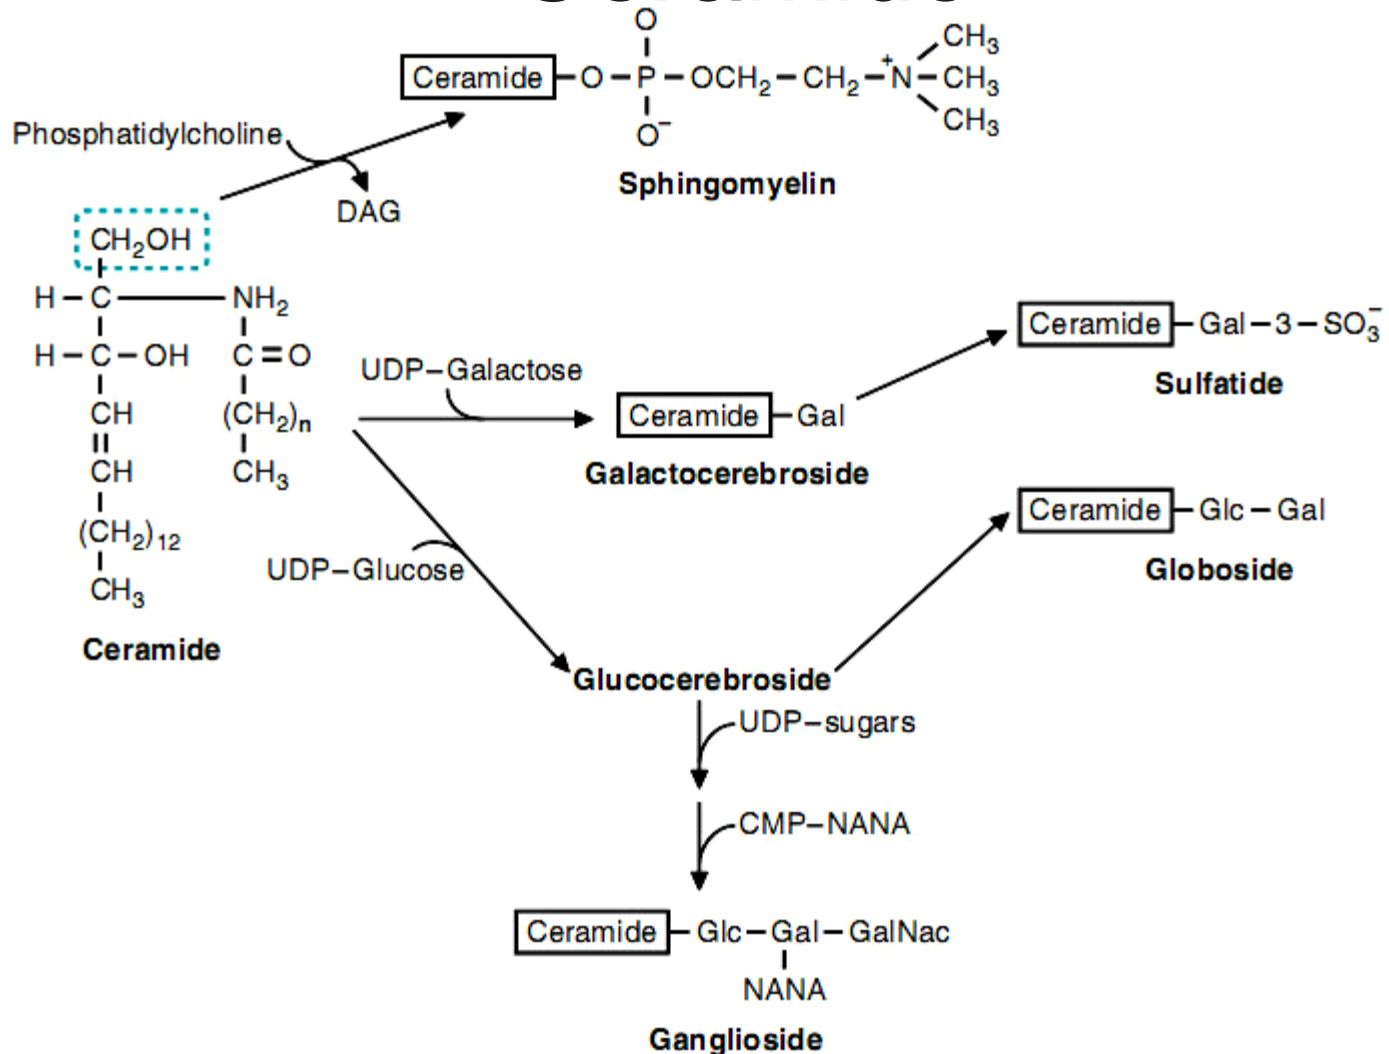 Ceramide–O–P–OCH₂–CH₂–⁺N–CH₃
O
O⁻
CH₃
CH₃
Sphingomyelin
Phosphatidylcholine
DAG
CH₂OH
H–C–NH₂
H–C–OH
C=O
CH
(CH₂)n
CH
CH₃
(CH₂)₁₂
CH₃
Ceramide
UDP–Galactose
Ceramide–Gal
Galactocerebroside
Ceramide–Gal–3–SO₃⁻
Sulfatide
UDP–Glucose
Glucocerebroside
Ceramide–Glc–Gal
Globoside
UDP–sugars
CMP–NANA
Ceramide–Glc–Gal–GalNac
NANA
Ganglioside